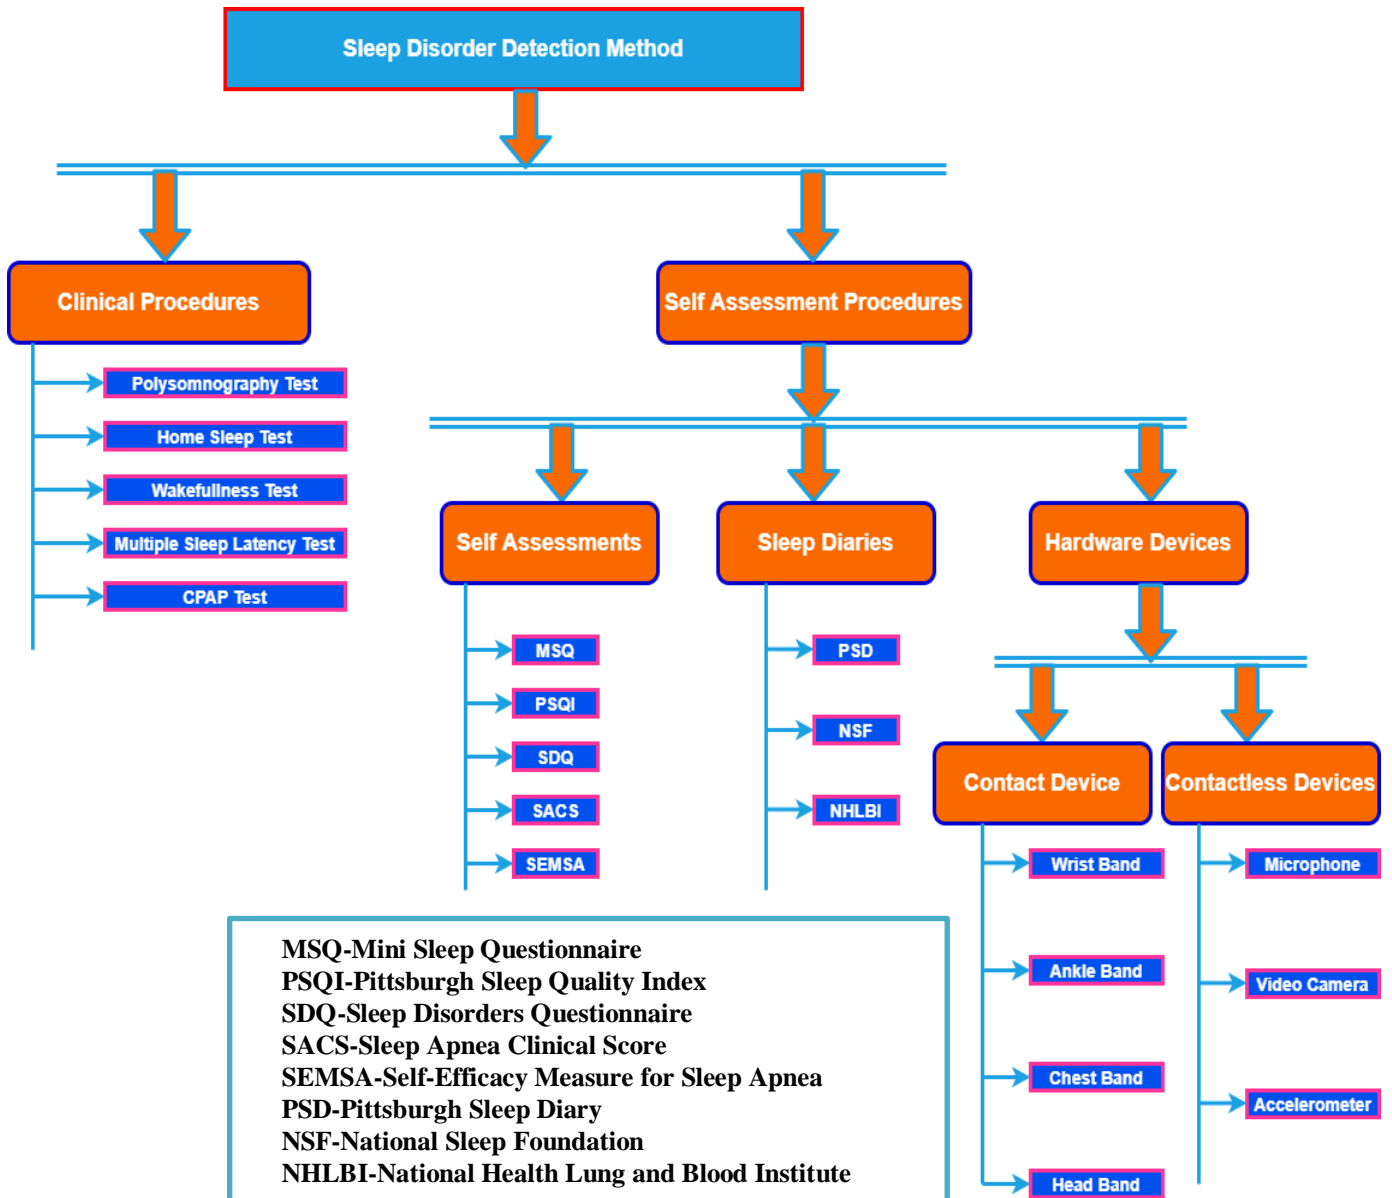 Sleep Disorder Detection Method
Clinical Procedures
Self Assessment Procedures
Polysomnography Test
Home Sleep Test
Wakefullness Test
Multiple Sleep Latency Test
CPAP Test
Self Assessments
Sleep Diaries
Hardware Devices
MSQ
PSQI
SDQ
SACS
SEMSA
PSD
NSF
NHLBI
Contact Device
Contactless Devices
Wrist Band
Ankle Band
Chest Band
Head Band
Microphone
Video Camera
Accelerometer
MSQ-Mini Sleep Questionnaire
PSQI-Pittsburgh Sleep Quality Index
SDQ-Sleep Disorders Questionnaire
SACS-Sleep Apnea Clinical Score
SEMSA-Self-Efficacy Measure for Sleep Apnea
PSD-Pittsburgh Sleep Diary
NSF-National Sleep Foundation
NHLBI-National Health Lung and Blood Institute